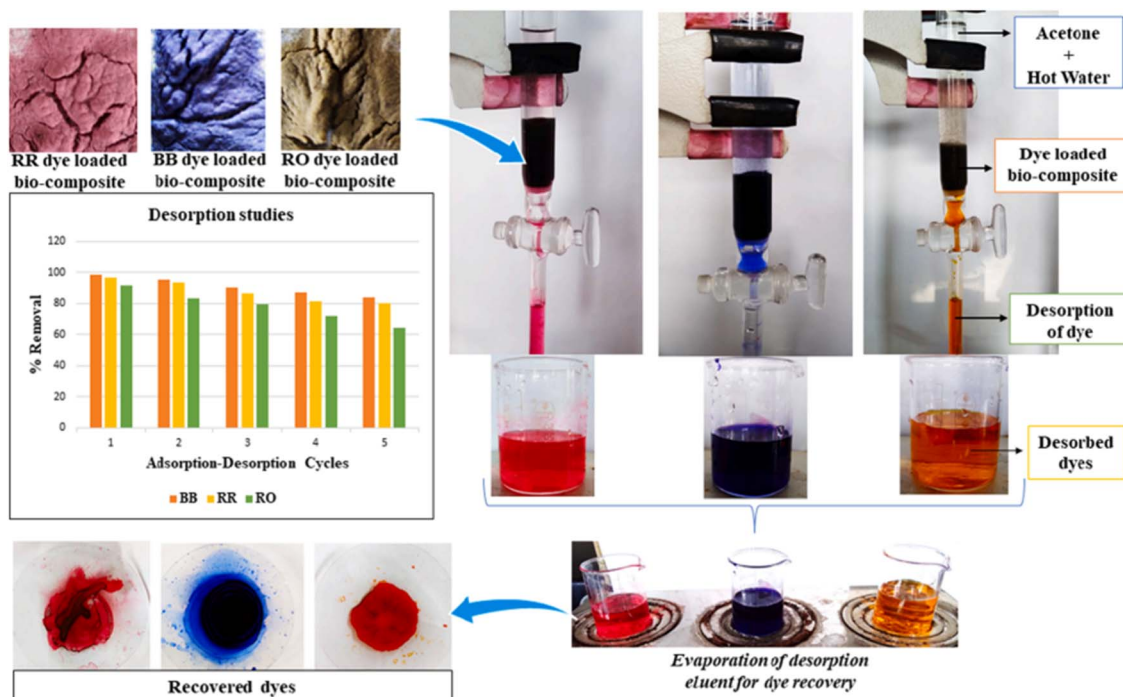 RR dye loaded
bio-composite
BB dye loaded
bio-composite
RO dye loaded
bio-composite
Desorption studies
120
100
80
60
40
20
0
% Removal
1 2 3 4 5
Adsorption-Desorption Cycles
BB RR RO
Acetone
+
Hot Water
Dye loaded
bio-composite
Desorption
of dye
Desorbed
dyes
Evaporation of desorption
eluent for dye recovery
Recovered dyes